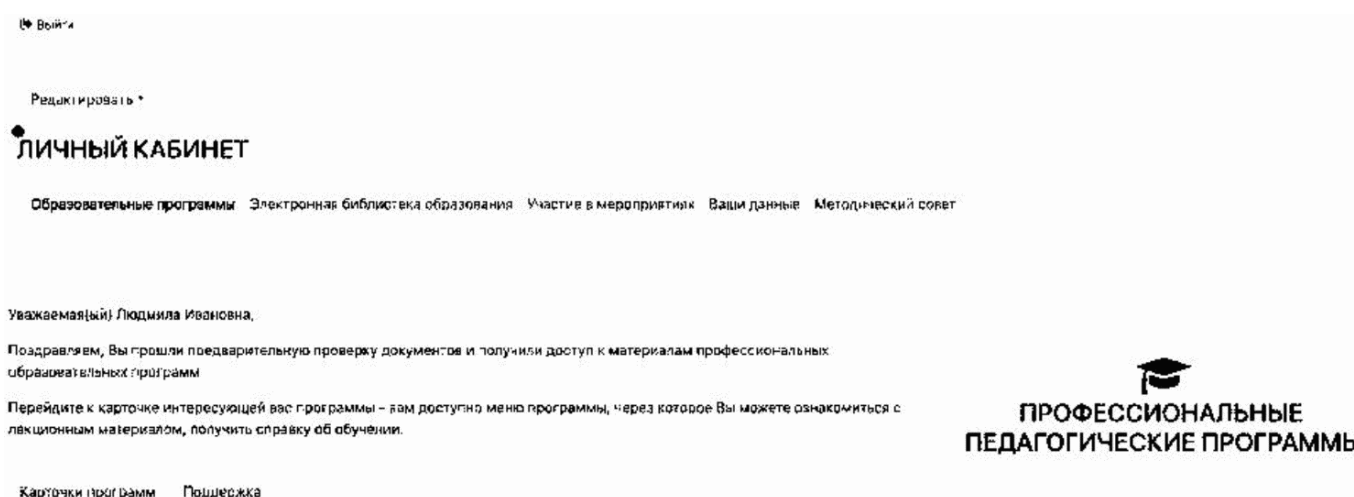 Выйти
Редактировать
ЛИЧНЫЙ КАБИНЕТ
Образовательные программы Электронная библиотека образования Участие в мероприятиях Ваши данные Методический совет
Уважаемая(ый) Людмила Ивановна,
Поздравляем, Вы прошли предварительную проверку документов и получили доступ к материалам профессиональных
образовательных программ
Перейдите к карточке интересующей вас программы – вам доступно меню программы, через которое Вы можете ознакомиться с
лекционным материалом, получить справку об обучении.
ПРОФЕССИОНАЛЬНЫЕ
ПЕДАГОГИЧЕСКИЕ ПРОГРАММЫ
Карточки программ Поддержка